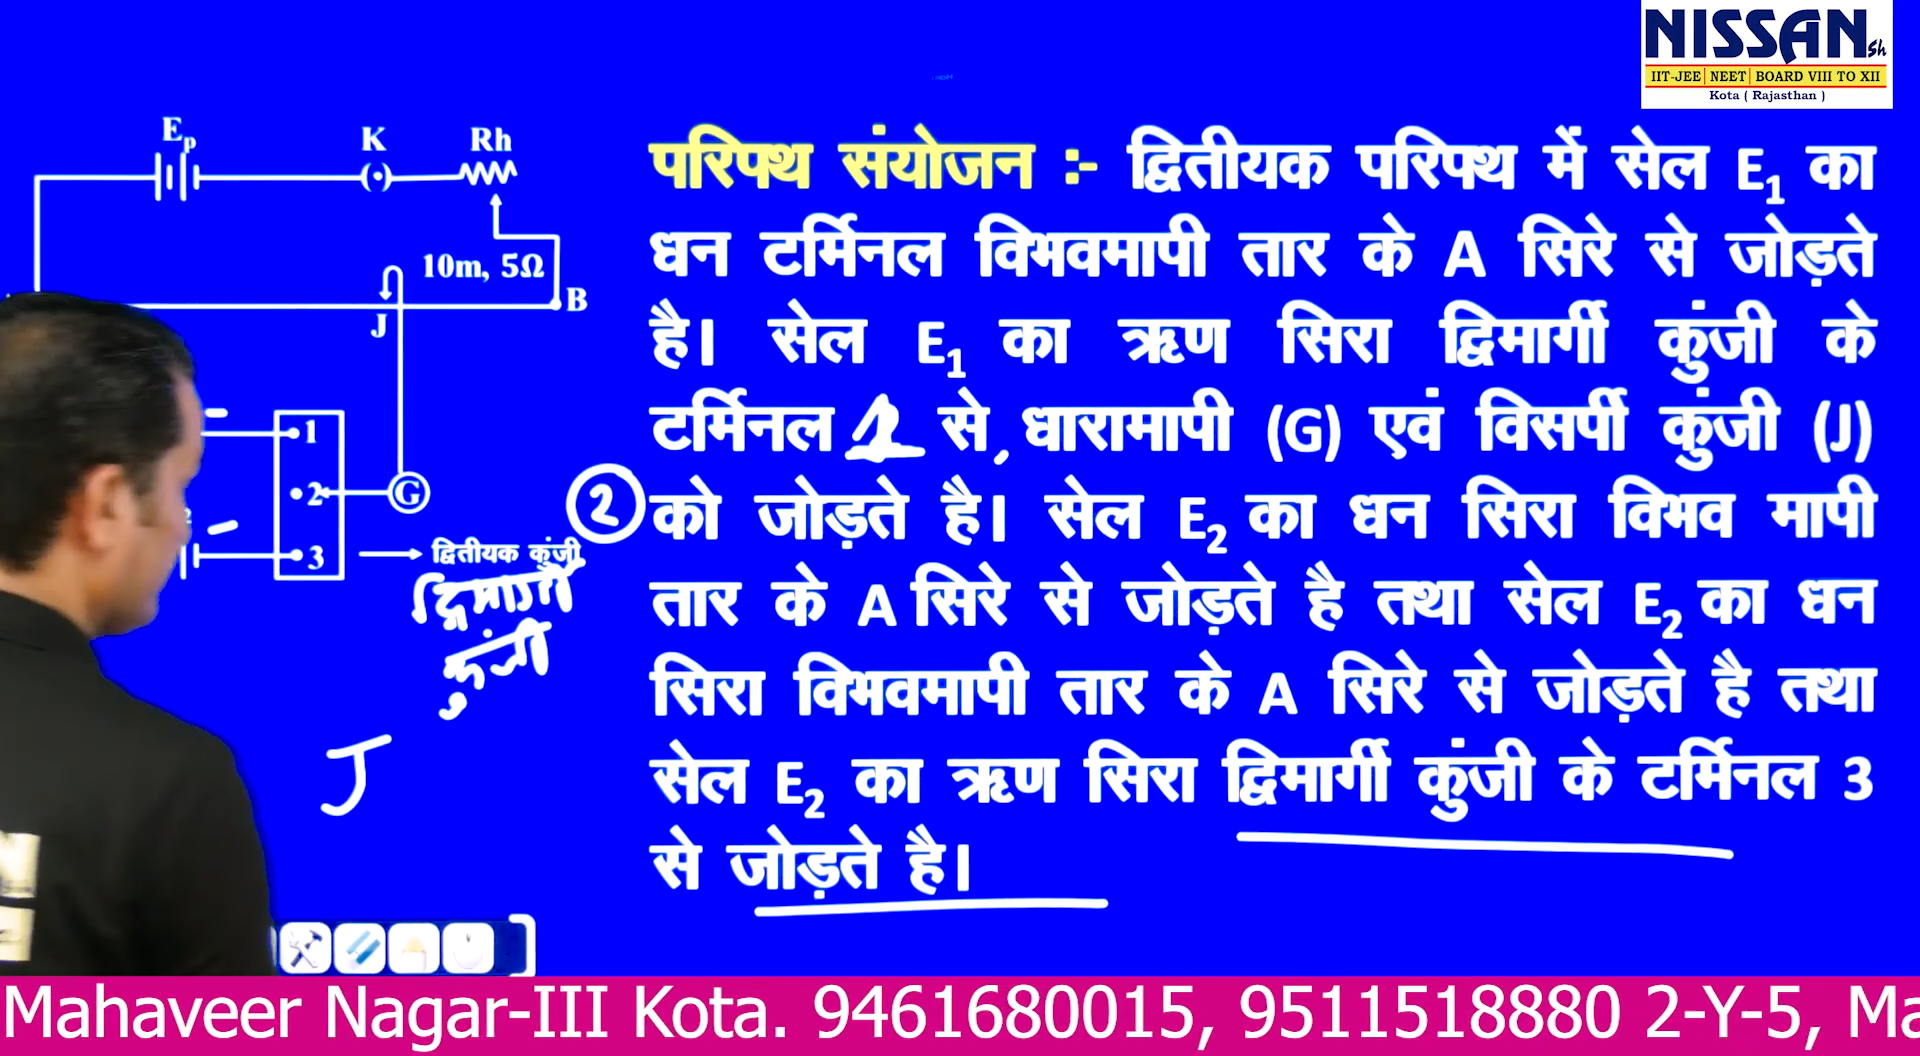 NISSAN sh
IIT-JEE NEET BOARD VIII TO XII
Kota ( Rajasthan )
Ep K Rh
10m, 5Ω
B
J
1
2 G
3 द्वितीयक कुंजी
द्विमार्गी
कुंजी
J
परिपथ संयोजन :- द्वितीयक परिपथ में सेल E1 का
धन टर्मिनल विभवमापी तार के A सिरे से जोड़ते
है। सेल E1 का ऋण सिरा द्विमार्गी कुंजी के
टर्मिनल 1 से, धारामापी (G) एवं विसर्पी कुंजी (J)
2 को जोड़ते है। सेल E2 का धन सिरा विभव मापी
तार के A सिरे से जोड़ते है तथा सेल E2 का धन
सिरा विभवमापी तार के A सिरे से जोड़ते है तथा
सेल E2 का ऋण सिरा द्विमार्गी कुंजी के टर्मिनल 3
से जोड़ते है।
Mahaveer Nagar-III Kota. 9461680015, 9511518880 2-Y-5, Ma